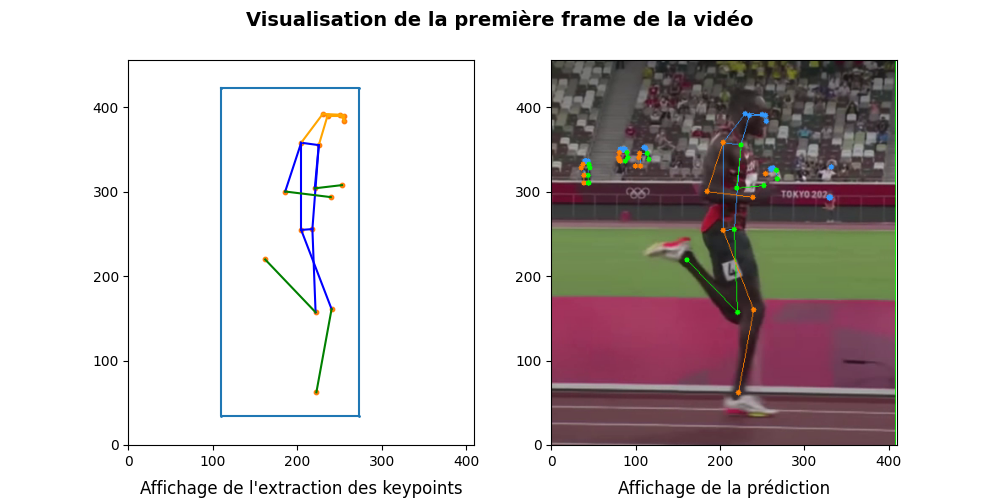 Visualisation de la première frame de la vidéo
400
300
200
100
0
0 100 200 300 400
Affichage de l'extraction des keypoints
400
300
200
100
0
0 100 200 300 400
TOKYO 202
4
Affichage de la prédiction